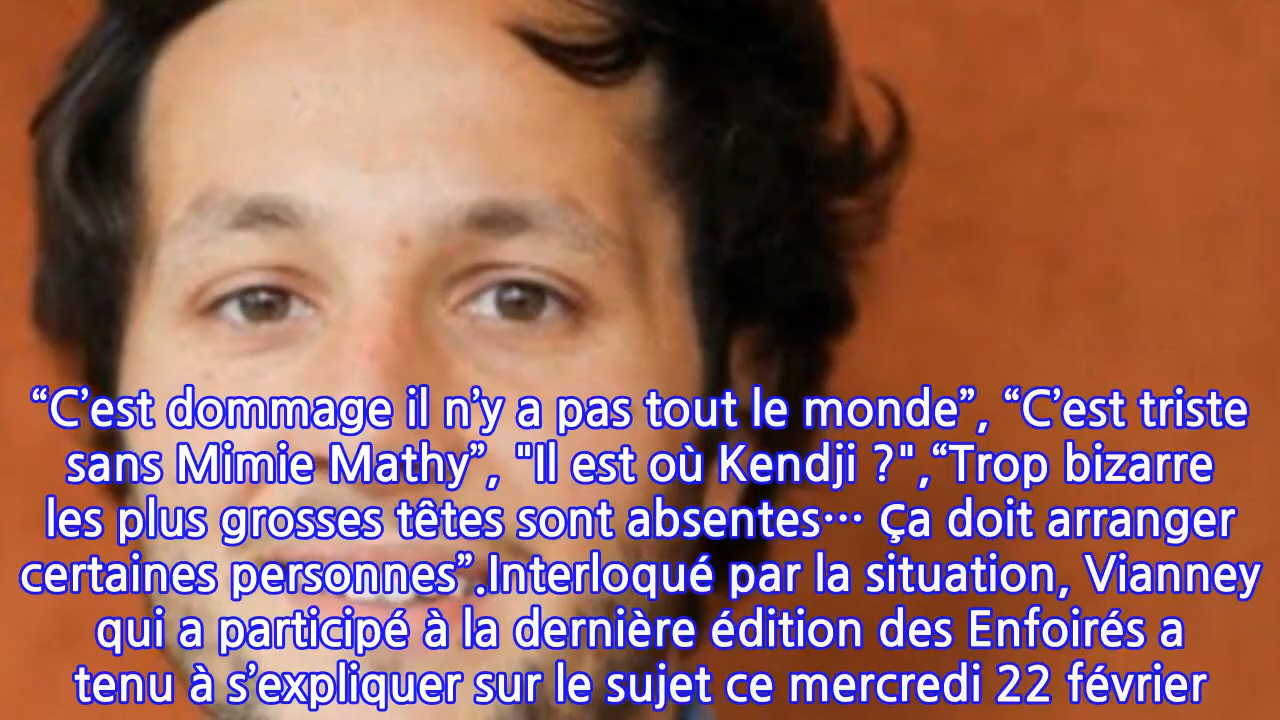 “C’est dommage il n’y a pas tout le monde”, “C’est triste
sans Mimie Mathy”, "Il est où Kendji ?",“Trop bizarre
les plus grosses têtes sont absentes… Ça doit arranger
certaines personnes”.Interloqué par la situation, Vianney
qui a participé à la dernière édition des Enfoirés a
tenu à s’expliquer sur le sujet ce mercredi 22 février